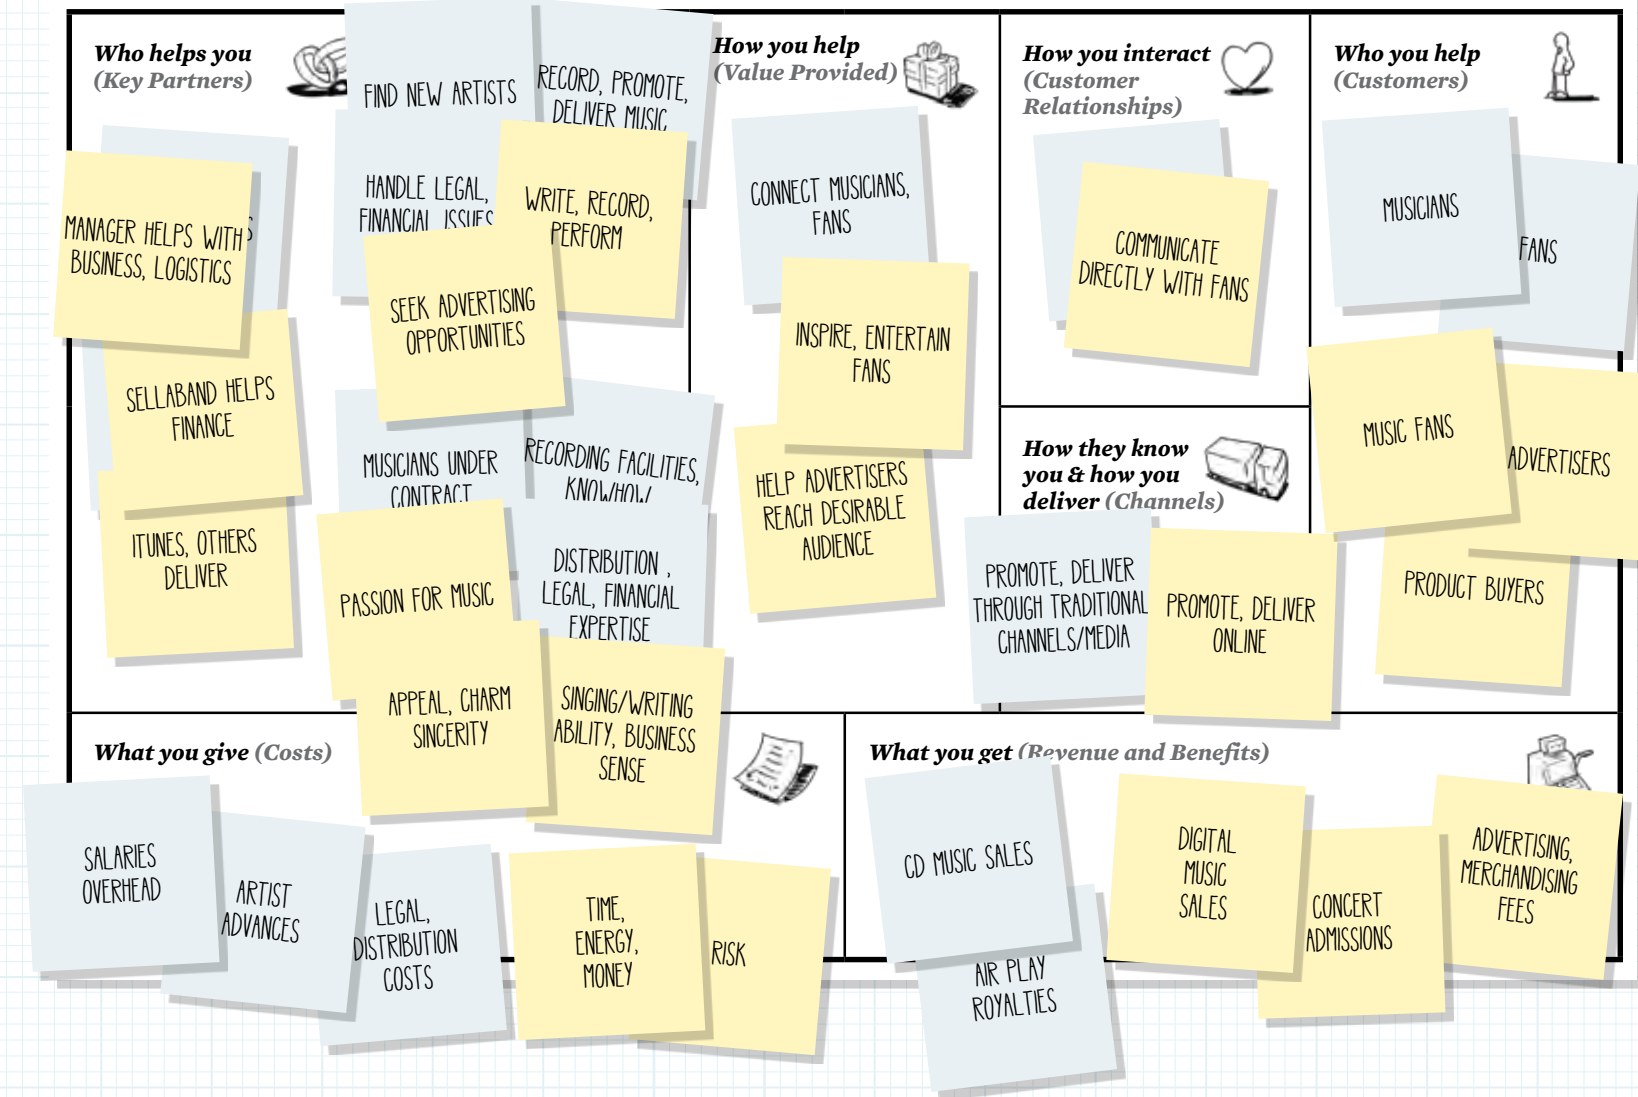 Who helps you
(Key Partners)
MANAGER HELPS WITH
BUSINESS, LOGISTICS
SELLABAND HELPS
FINANCE
ITUNES, OTHERS
DELIVER
FIND NEW ARTISTS
RECORD, PROMOTE,
DELIVER MUSIC
HANDLE LEGAL,
FINANCIAL ISSUES
WRITE, RECORD,
PERFORM
SEEK ADVERTISING
OPPORTUNITIES
MUSICIANS UNDER
CONTRACT
RECORDING FACILITIES,
KNOWHOW
DISTRIBUTION ,
LEGAL, FINANCIAL
EXPERTISE
PASSION FOR MUSIC
APPEAL, CHARM
SINCERITY
SINGING/WRITING
ABILITY, BUSINESS
SENSE
How you help
(Value Provided)
CONNECT MUSICIANS,
FANS
INSPIRE, ENTERTAIN
FANS
HELP ADVERTISERS
REACH DESIRABLE
AUDIENCE
How you interact
(Customer
Relationships)
COMMUNICATE
DIRECTLY WITH FANS
How they know
you & how you
deliver (Channels)
PROMOTE, DELIVER
THROUGH TRADITIONAL
CHANNELS/MEDIA
PROMOTE, DELIVER
ONLINE
Who you help
(Customers)
MUSICIANS
FANS
MUSIC FANS
ADVERTISERS
PRODUCT BUYERS
What you give (Costs)
SALARIES
OVERHEAD
ARTIST
ADVANCES
LEGAL,
DISTRIBUTION
COSTS
TIME,
ENERGY,
MONEY
RISK
What you get (Revenue and Benefits)
CD MUSIC SALES
AIR PLAY
ROYALTIES
DIGITAL
MUSIC
SALES
CONCERT
ADMISSIONS
ADVERTISING,
MERCHANDISING
FEES